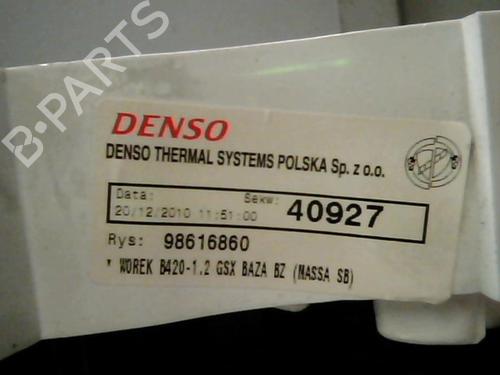 B-PARTS
DENSO
DENSO THERMAL SYSTEMS POLSKA Sp. z o.o.
Data: Sekw: 40927
20/12/2010 11:51:00
Rys: 98616860
* WOREK B420-1.2 GSX BAZA BZ (MASSA SB)